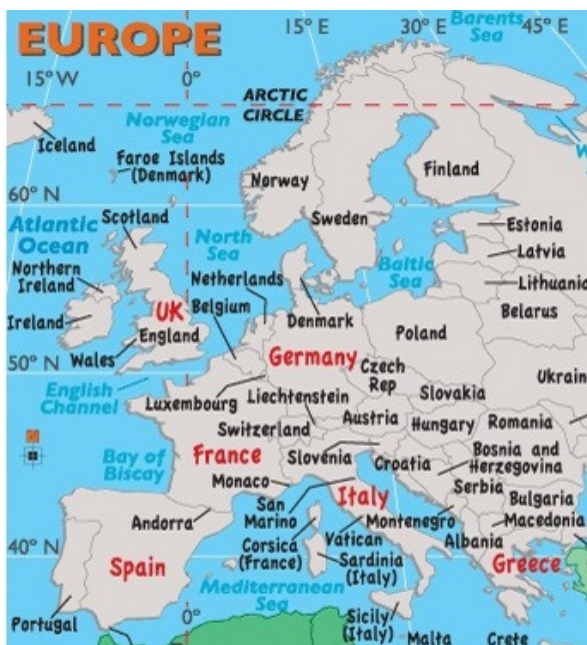 EUROPE
15° E
30° E
Barents
Sea
45° E
15° W
0°
ARCTIC
CIRCLE
Iceland
Norwegian
Sea
Faroe Islands
(Denmark)
Finland
Norway
60° N
Scotland
Sweden
Atlantic
Ocean
North
Sea
Estonia
Latvia
Baltic
Sea
Northern
Ireland
Netherlands
Lithuania
UK
Belgium
Belarus
Ireland
England
Denmark
Poland
Wales
Germany
50° N
Czech
Rep
Ukrain
English
Channel
Luxembourg
Liechtenstein
Slovakia
Austria
Hungary
Romania
Switzerland
France
Slovenia
Croatia
Bosnia and
Herzegovina
Bay of
Biscay
Monaco
Serbia
San
Marino
Italy
Bulgaria
Andorra
Montenegro
Macedonia
Vatican
Albania
Corsica
(France)
40° N
Spain
Sardinia
(Italy)
Greece
Mediterranean
Sea
0°
Portugal
Sicily
(Italy)
Malta
Crete